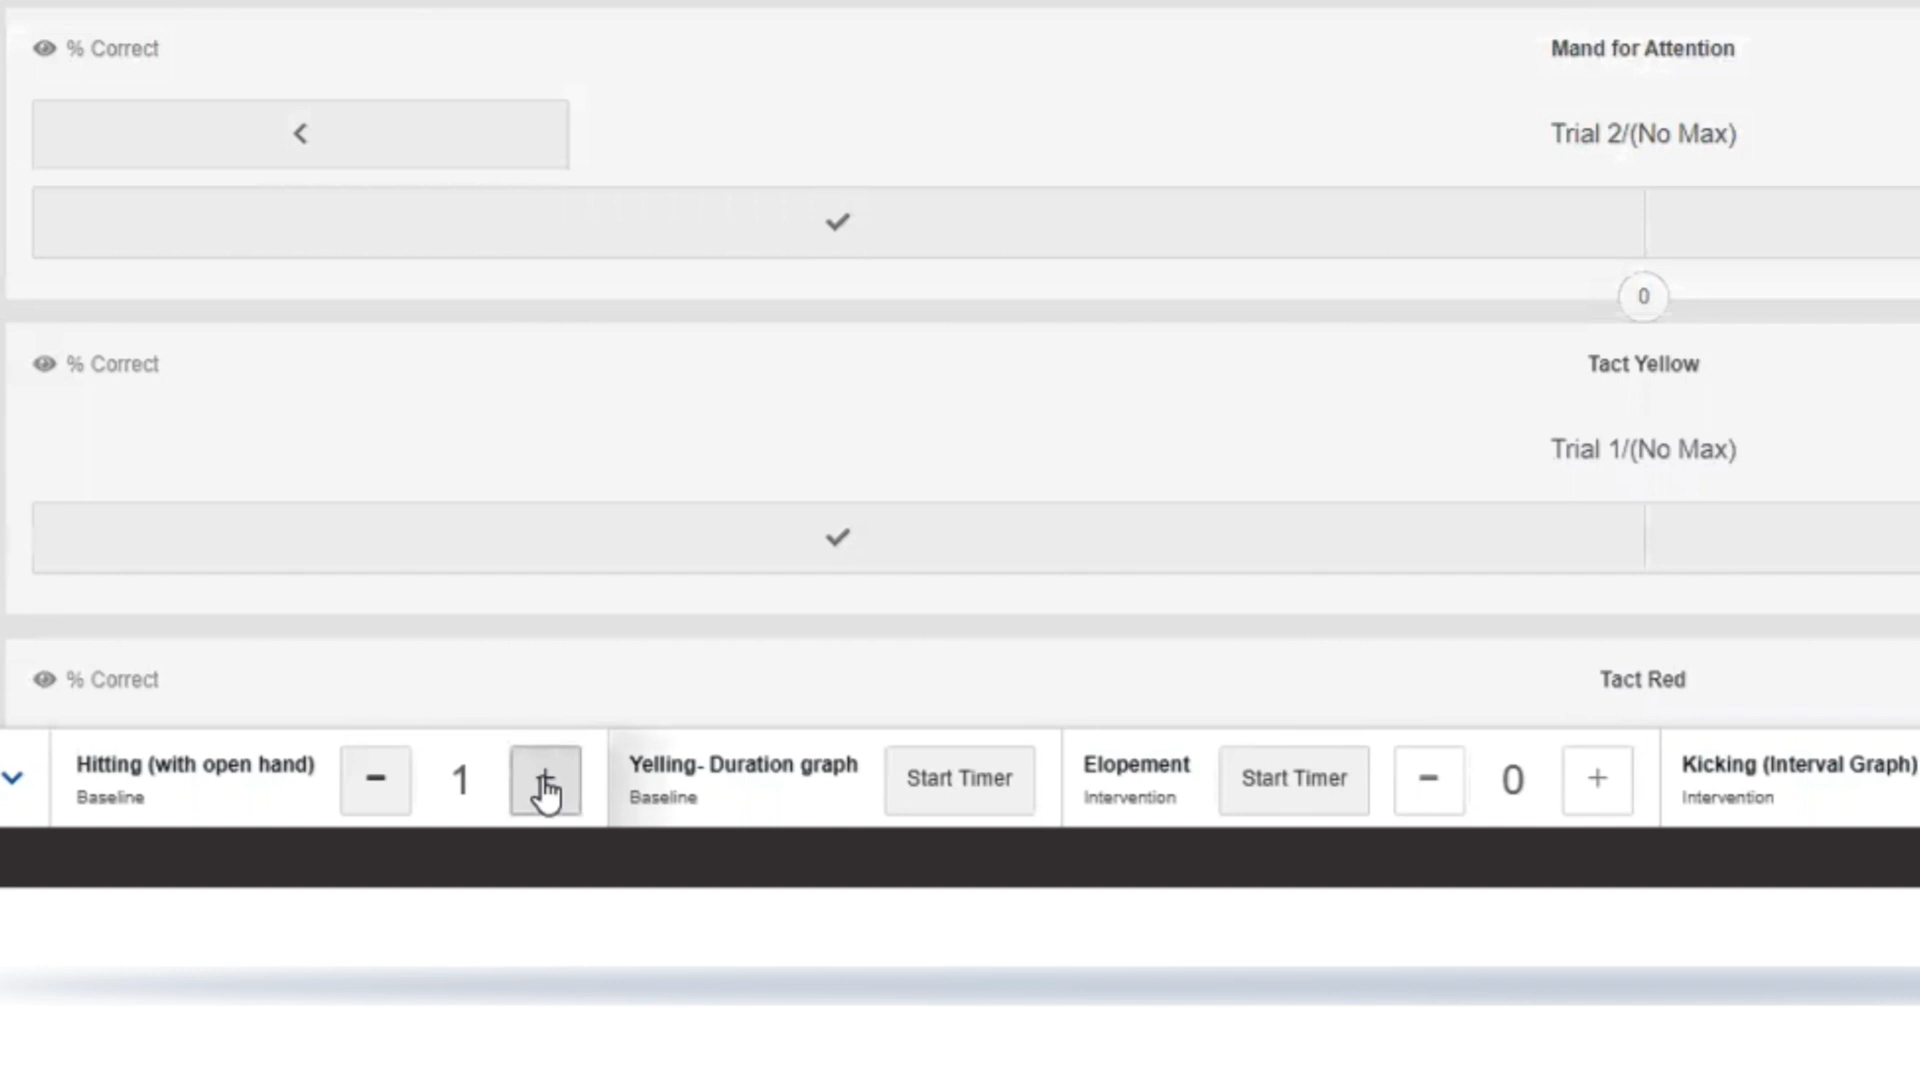 % Correct
Mand for Attention
Trial 2/(No Max)
0
% Correct
Tact Yellow
Trial 1/(No Max)
% Correct
Tact Red
Hitting (with open hand)
Baseline
- 1 +
Yelling- Duration graph
Baseline
Start Timer
Elopement
Intervention
Start Timer
- 0 +
Kicking (Interval Graph)
Intervention